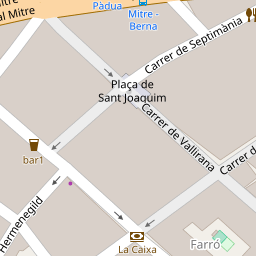 Pàdua
Mitre -
Berna
al Mitre
Carrer de Septimània
Plaça de
Sant Joaquim
Carrer de Vallirana
bar1
Carrer de
Hermenegild
La Caixa
Farró